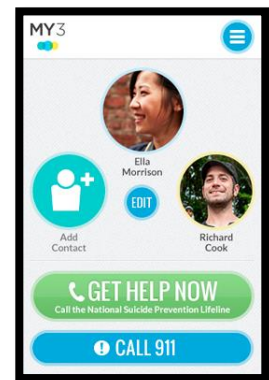 MY3
Ella
Morrison
EDIT
Add
Contact
Richard
Cook
GET HELP NOW
Call the National Suicide Prevention Lifeline
CALL 911